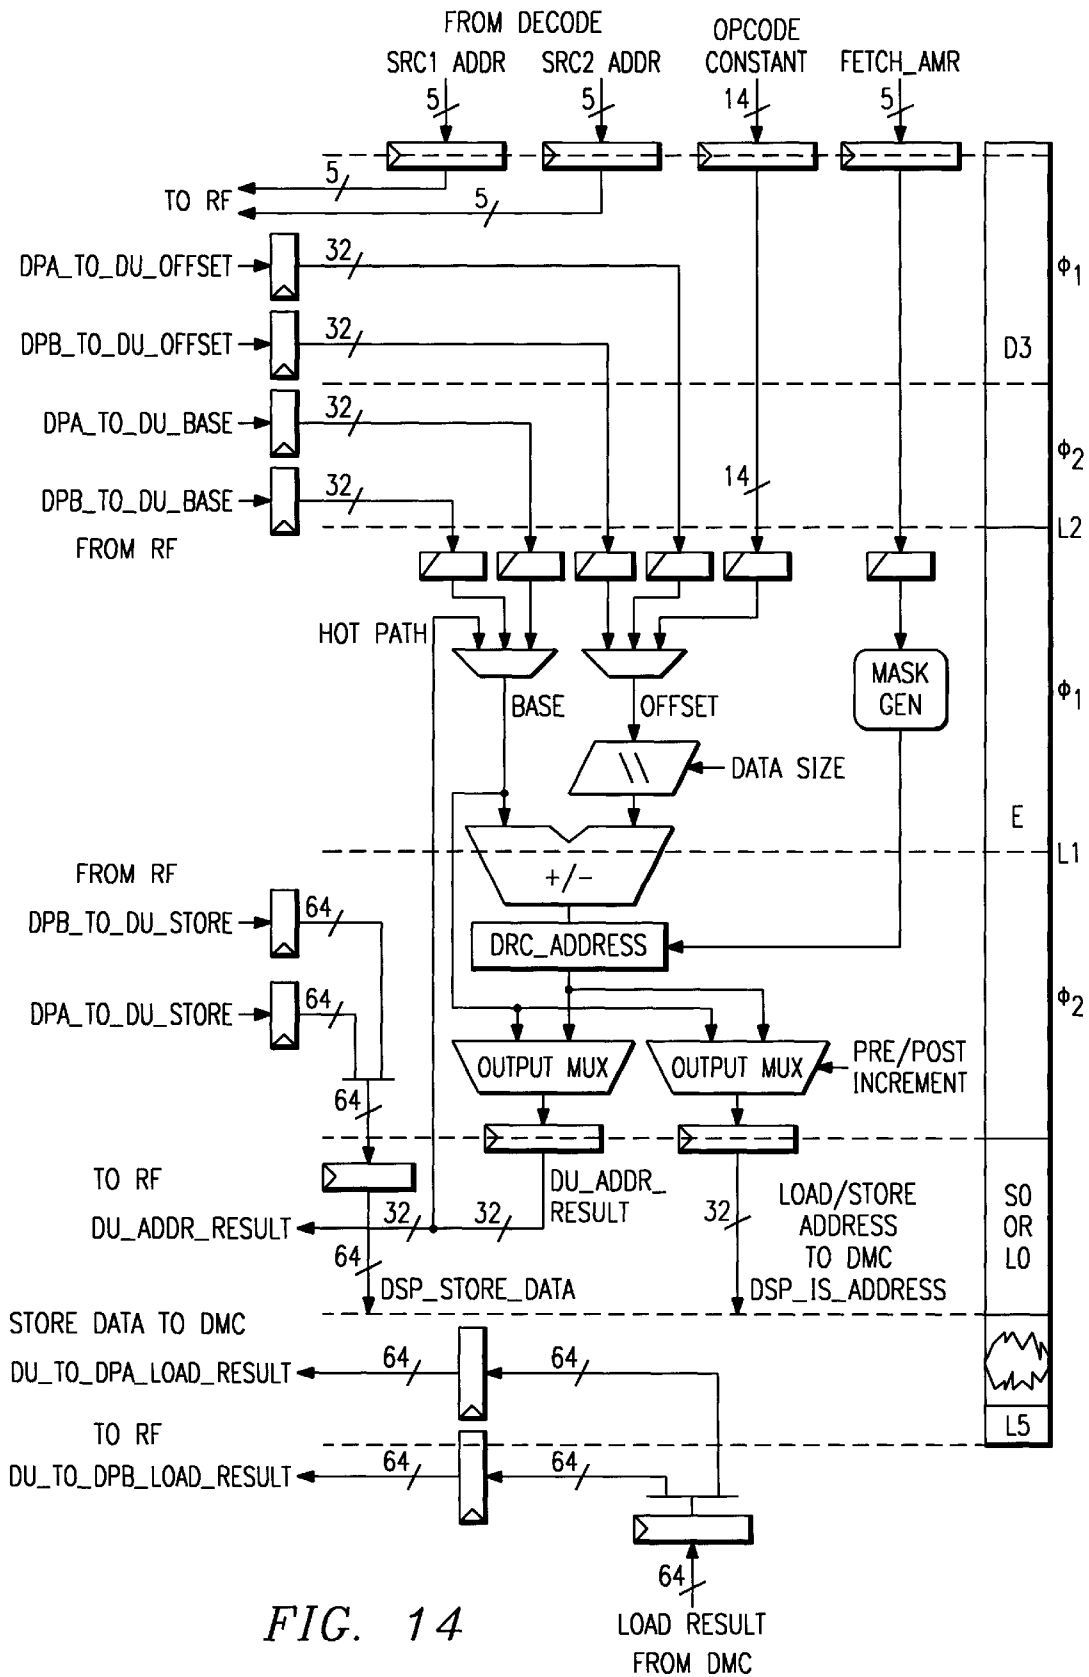 FROM DECODE
SRC1 ADDR
SRC2 ADDR
OPCODE
CONSTANT
FETCH_AMR
5
5
14
5
5
TO RF
5
DPA_TO_DU_OFFSET
32
Φ1
DPB_TO_DU_OFFSET
32
D3
DPA_TO_DU_BASE
32
Φ2
DPB_TO_DU_BASE
32
14
L2
FROM RF
HOT PATH
BASE
OFFSET
MASK
GEN
Φ1
DATA SIZE
E
L1
+/-
FROM RF
DPB_TO_DU_STORE
64
DRC_ADDRESS
DPA_TO_DU_STORE
64
Φ2
OUTPUT MUX
OUTPUT MUX
PRE/POST
INCREMENT
64
TO RF
DU_ADDR_
RESULT
LOAD/STORE
ADDRESS
TO DMC
DSP_IS_ADDRESS
S0
OR
L0
DU_ADDR_RESULT
32
32
32
64
DSP_STORE_DATA
STORE DATA TO DMC
DU_TO_DPA_LOAD_RESULT
64
64
L5
TO RF
DU_TO_DPB_LOAD_RESULT
64
64
64
FIG. 14
LOAD RESULT
FROM DMC